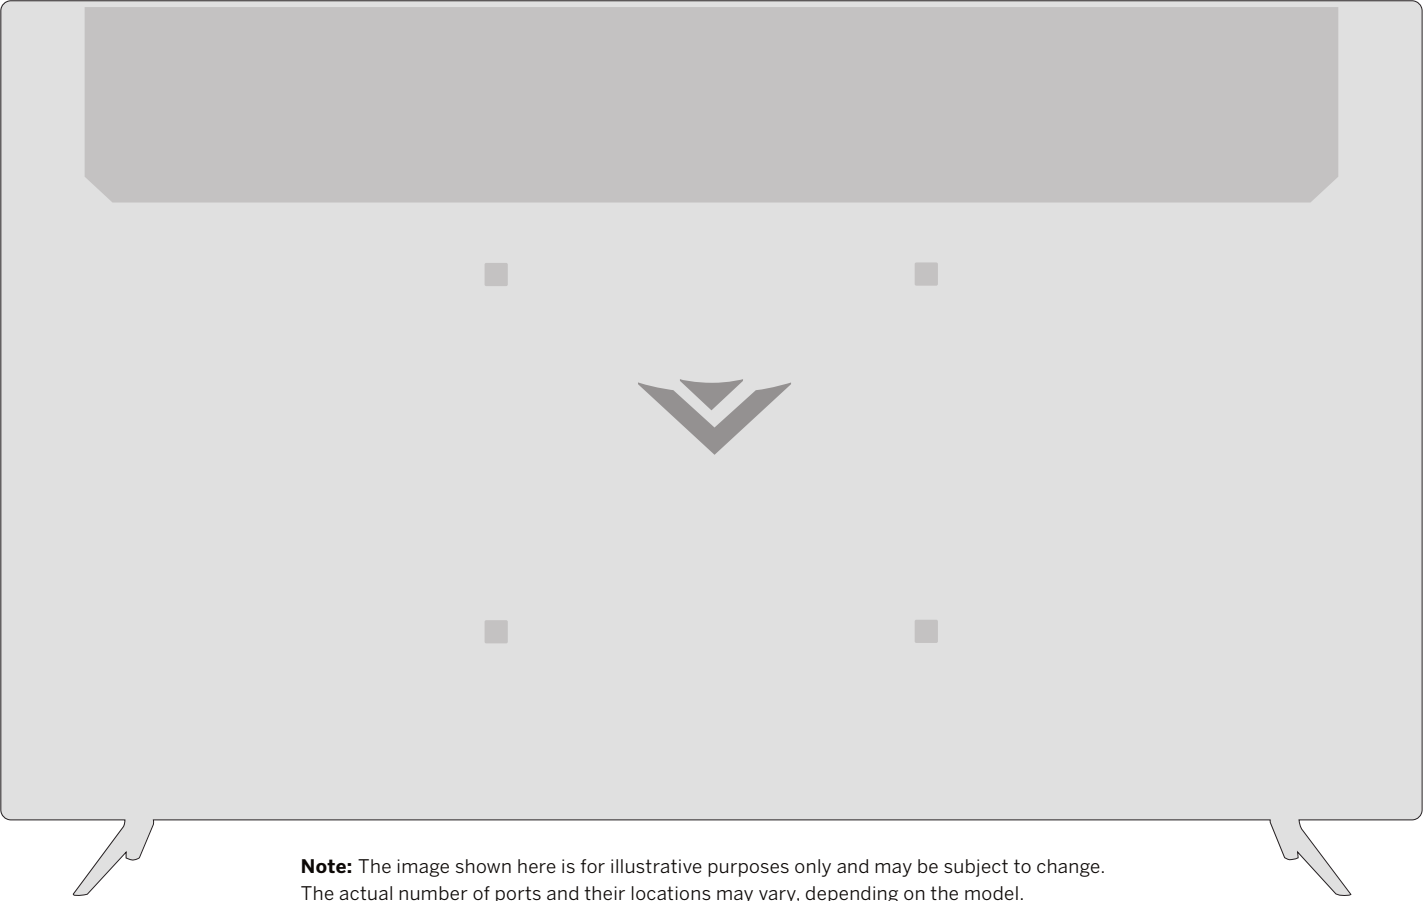 Note: The image shown here is for illustrative purposes only and may be subject to change.
The actual number of ports and their locations may vary, depending on the model.